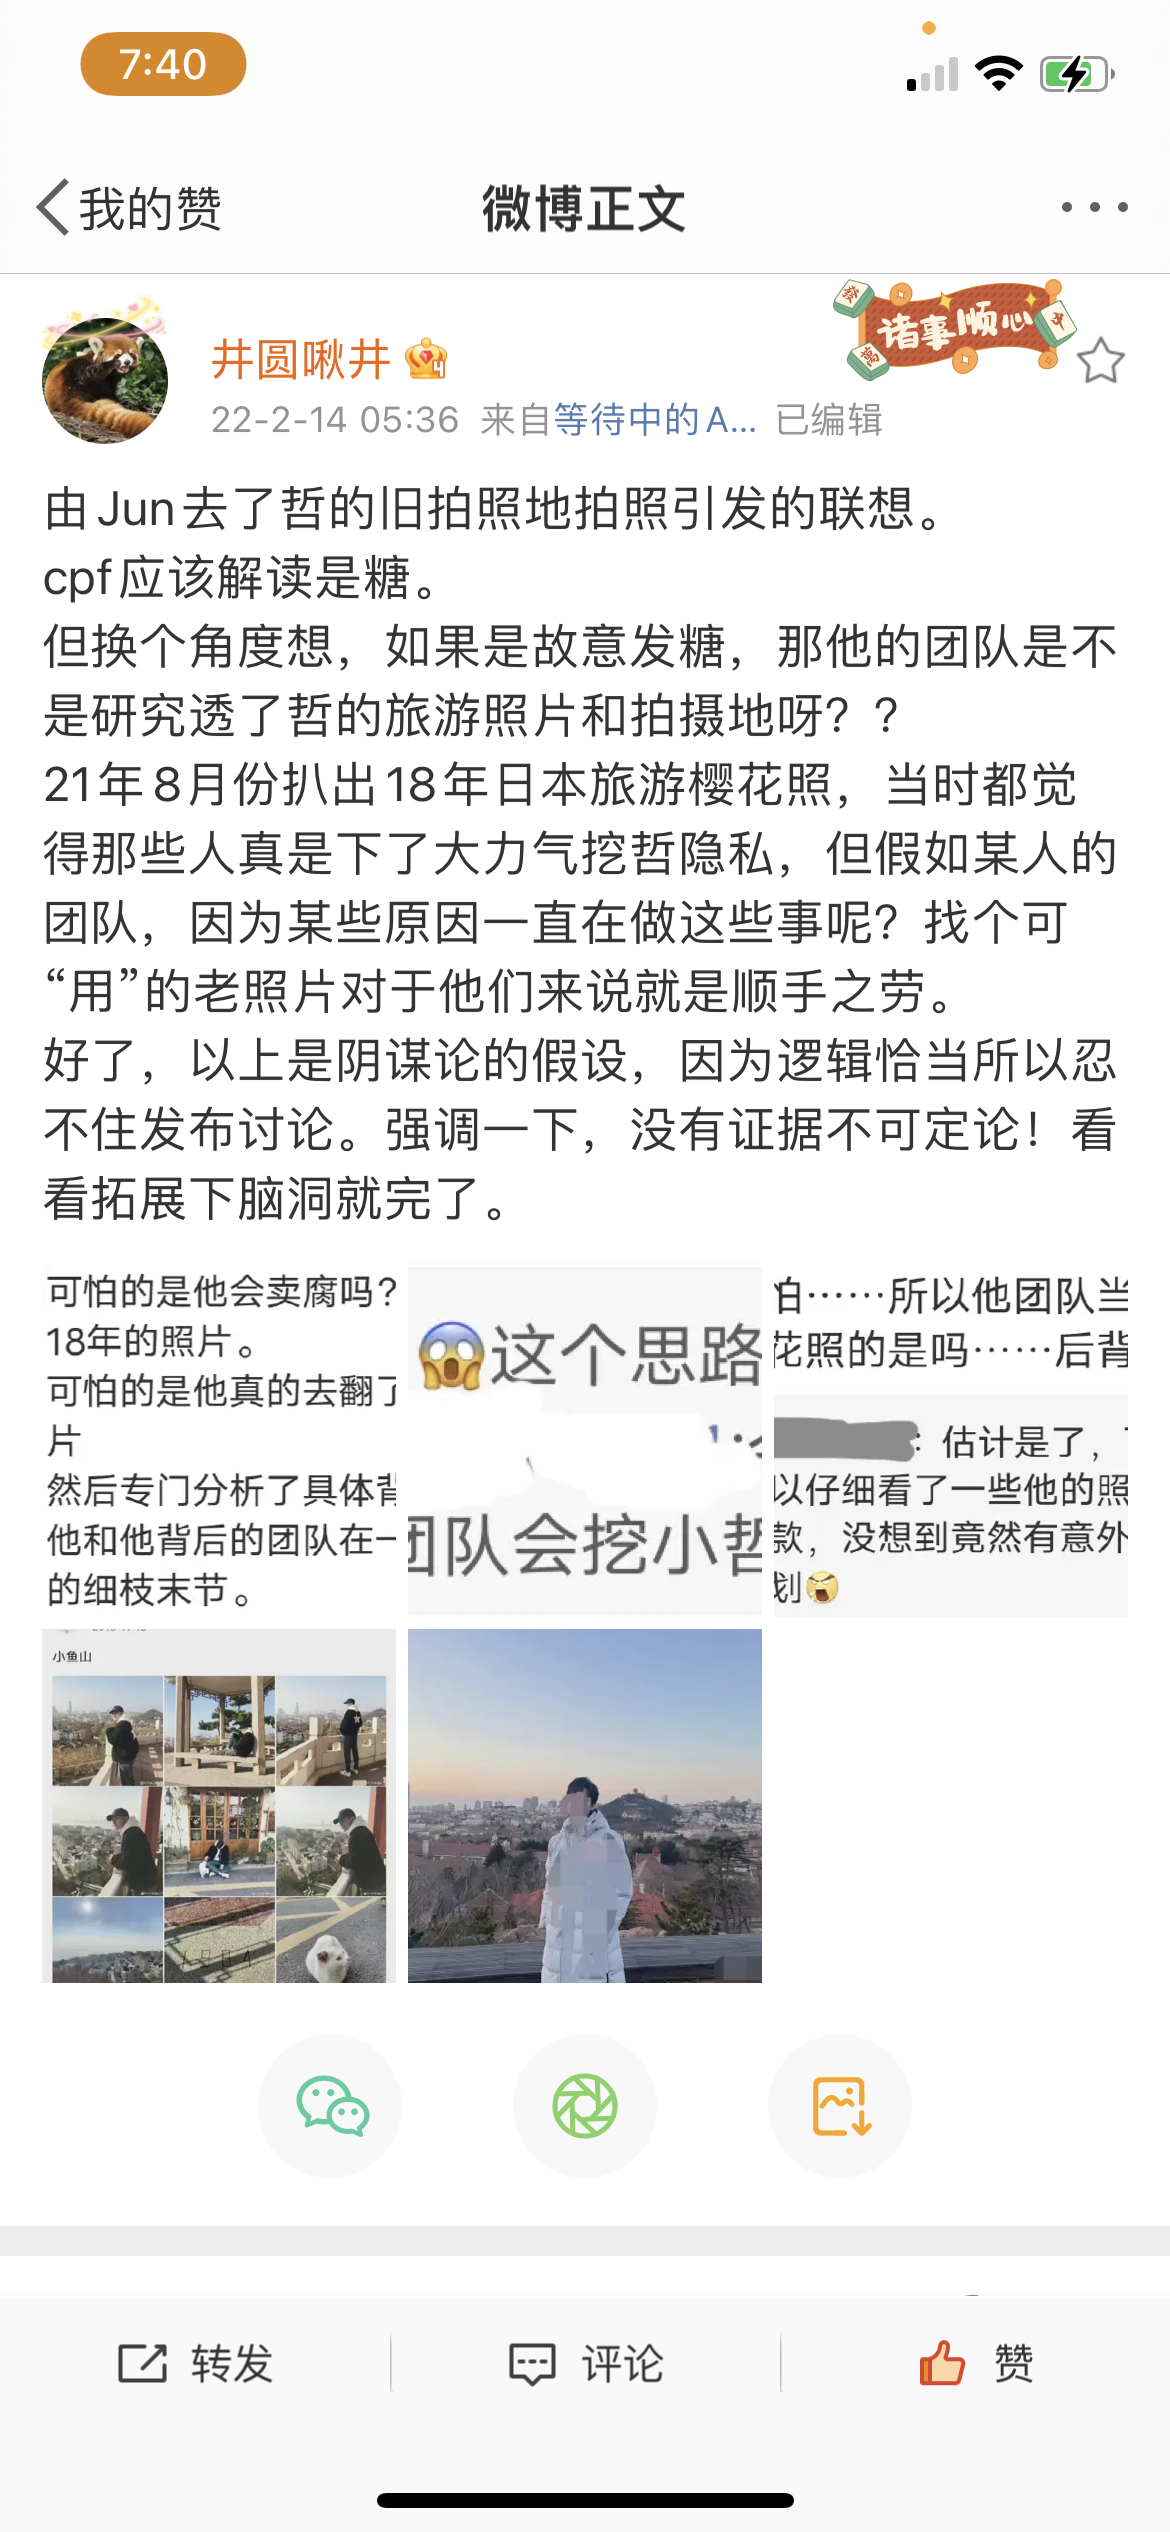 7:40
我的赞
微博正文
發
諸事顺心
中
萬
井圆啾井
22-2-14 05:36 来自等待中的A... 已编辑
由Jun去了哲的旧拍照地拍照引发的联想。
cpf应该解读是糖。
但换个角度想，如果是故意发糖，那他的团队是不
是研究透了哲的旅游照片和拍摄地呀？？
21年8月份扒出18年日本旅游樱花照，当时都觉
得那些人真是下了大力气挖哲隐私，但假如某人的
团队，因为某些原因一直在做这些事呢？找个可
“用”的老照片对于他们来说就是顺手之劳。
好了，以上是阴谋论的假设，因为逻辑恰当所以忍
不住发布讨论。强调一下，没有证据不可定论！看
看拓展下脑洞就完了。
可怕的是他会卖腐吗?
18年的照片。
可怕的是他真的去翻了
片
然后专门分析了具体背
他和他背后的团队在一
的细枝末节。
😱这个思路
团队会挖小哲
怕……所以他团队当
花照的是吗……后背
：估计是了，
以仔细看了一些他的照
款，没想到竟然有意外
划
小鱼山
1984
转发
评论
赞